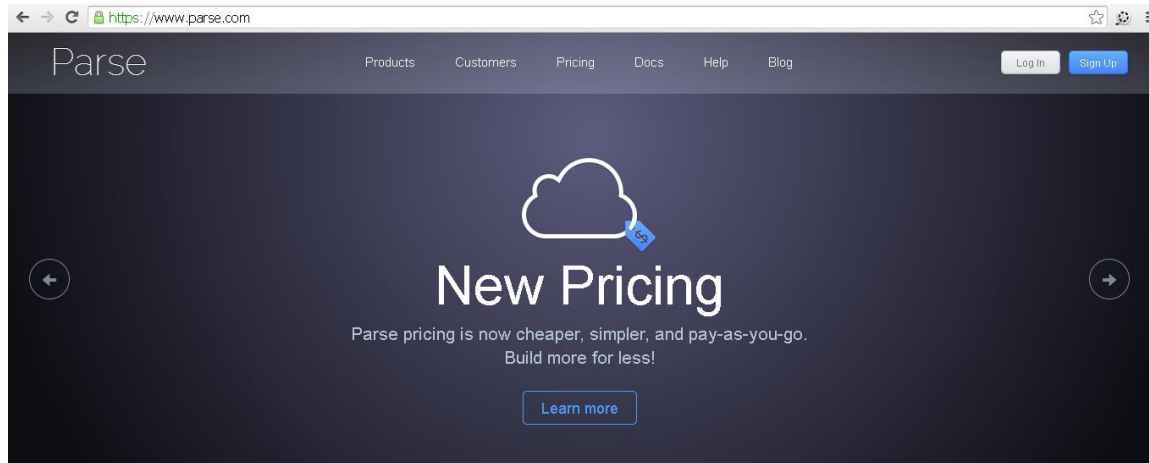 https://www.parse.com
Parse
Products Customers Pricing Docs Help Blog
Log In Sign Up
$
New Pricing
Parse pricing is now cheaper, simpler, and pay-as-you-go.
Build more for less!
Learn more